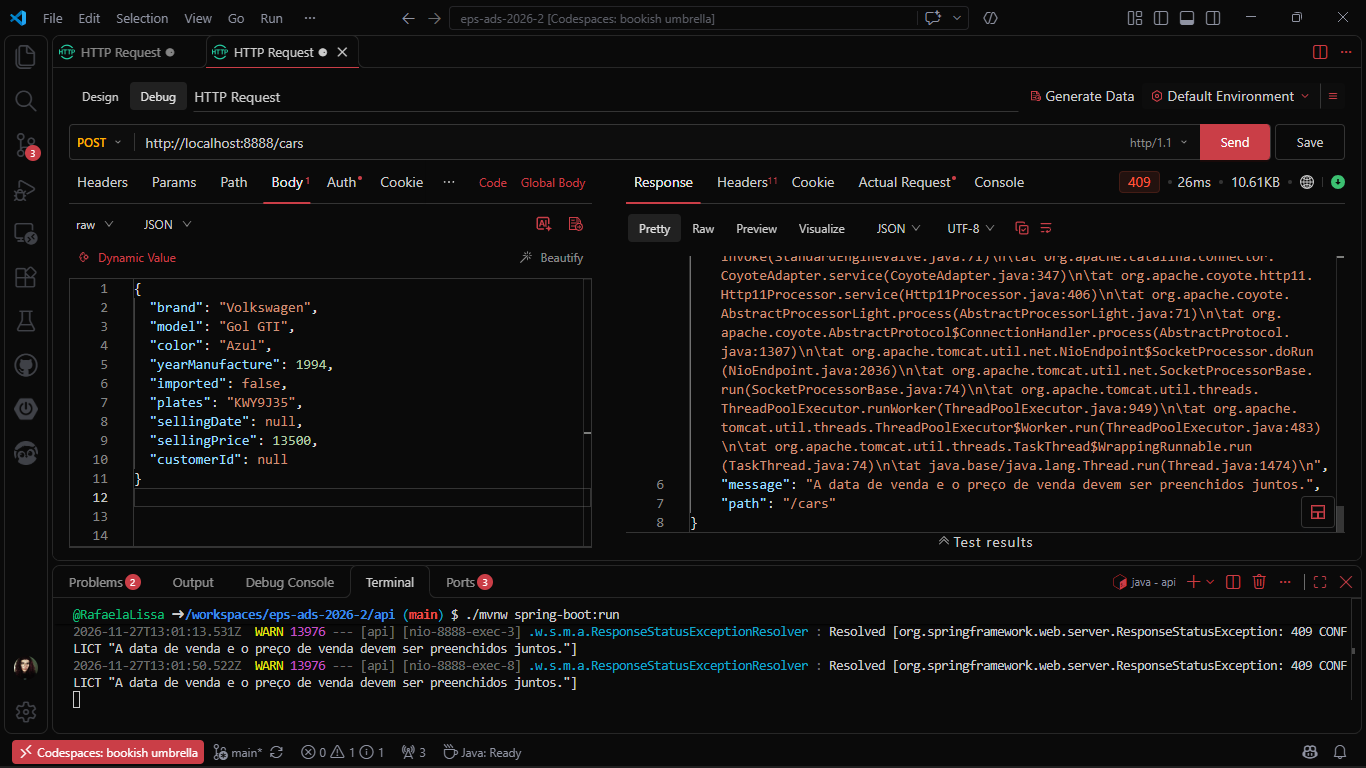 File Edit Selection View Go Run ···
eps-ads-2026-2 [Codespaces: bookish umbrella]
HTTP HTTP Request
HTTP HTTP Request
Design Debug HTTP Request
Generate Data Default Environment
POST http://localhost:8888/cars http/1.1 Send Save
Headers Params Path Body 1 Auth Cookie ··· Code Global Body
raw JSON
Dynamic Value Beautify
1 {
2 "brand": "Volkswagen",
3 "model": "Gol GTI",
4 "color": "Azul",
5 "yearManufacture": 1994,
6 "imported": false,
7 "plates": "KWY9J35",
8 "sellingDate": null,
9 "sellingPrice": 13500,
10 "customerId": null
11 }
12
13
14
Response Headers 11 Cookie Actual Request Console 409 26ms 10.61KB
Pretty Raw Preview Visualize JSON UTF-8
invoke(StandardEngineValve.java:71)\n\tat org.apache.catalina.connector.
CoyoteAdapter.service(CoyoteAdapter.java:347)\n\tat org.apache.coyote.http11.
Http11Processor.service(Http11Processor.java:406)\n\tat org.apache.coyote.
AbstractProcessorLight.process(AbstractProcessorLight.java:71)\n\tat org.
apache.coyote.AbstractProtocol$ConnectionHandler.process(AbstractProtocol.
java:1307)\n\tat org.apache.tomcat.util.net.NioEndpoint$SocketProcessor.doRun
(NioEndpoint.java:2036)\n\tat org.apache.tomcat.util.net.SocketProcessorBase.
run(SocketProcessorBase.java:74)\n\tat org.apache.tomcat.util.threads.
ThreadPoolExecutor.runWorker(ThreadPoolExecutor.java:949)\n\tat org.apache.
tomcat.util.threads.ThreadPoolExecutor$Worker.run(ThreadPoolExecutor.java:483)
\n\tat org.apache.tomcat.util.threads.TaskThread$WrappingRunnable.run
(TaskThread.java:74)\n\tat java.base/java.lang.Thread.run(Thread.java:1474)\n",
6 "message": "A data de venda e o preço de venda devem ser preenchidos juntos.",
7 "path": "/cars"
8 }
Test results
Problems 2 Output Debug Console Terminal Ports 3 java - api
@RafaelaLissa ➜/workspaces/eps-ads-2026-2/api (main) $ ./mvnw spring-boot:run
2026-11-27T13:01:13.531Z WARN 13976 --- [api] [nio-8888-exec-3] .w.s.m.a.ResponseStatusExceptionResolver : Resolved [org.springframework.web.server.ResponseStatusException: 409 CONF
LICT "A data de venda e o preço de venda devem ser preenchidos juntos."]
2026-11-27T13:01:50.522Z WARN 13976 --- [api] [nio-8888-exec-8] .w.s.m.a.ResponseStatusExceptionResolver : Resolved [org.springframework.web.server.ResponseStatusException: 409 CONF
LICT "A data de venda e o preço de venda devem ser preenchidos juntos."]
3
Codespaces: bookish umbrella main* 0 1 1 3 Java: Ready